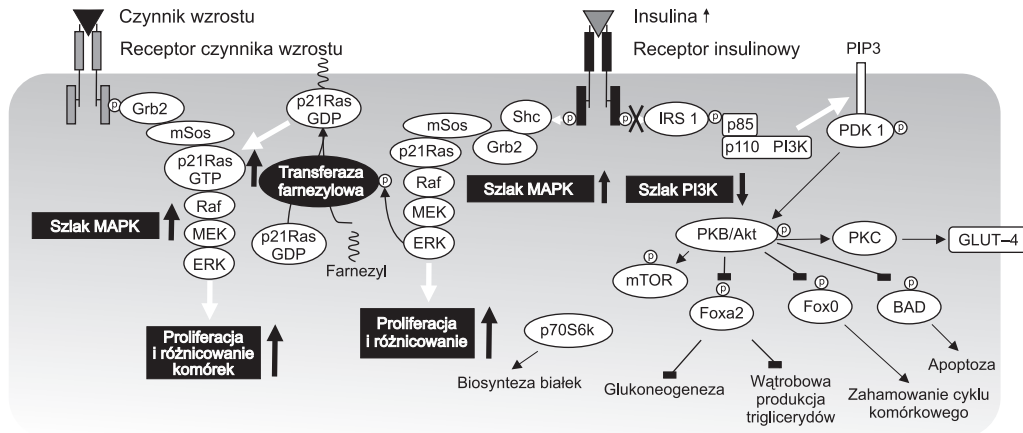 Czynnik wzrostu
Receptor czynnika wzrostu
Insulina ↑
Receptor insulinowy
PIP3
p
Grb2
mSos
p21Ras
GTP
Raf
MEK
ERK
p21Ras
GDP
Transferaza
farnezylowa
p
p21Ras
GDP
Farnezyl
Szlak MAPK
Proliferacja
i różnicowanie
komórek
mSos
p21Ras
Raf
MEK
ERK
Grb2
Shc
p
p
IRS 1
p
p85
p110 PI3K
PDK 1
p
Szlak MAPK
Szlak PI3K
Proliferacja
i różnicowanie
PKB/Akt
p
PKC
GLUT–4
p
mTOR
p
Foxa2
p
Fox0
p
BAD
p70S6k
Biosynteza białek
Glukoneogeneza
Wątrobowa
produkcja
triglicerydów
Zahamowanie cyklu
komórkowego
Apoptoza